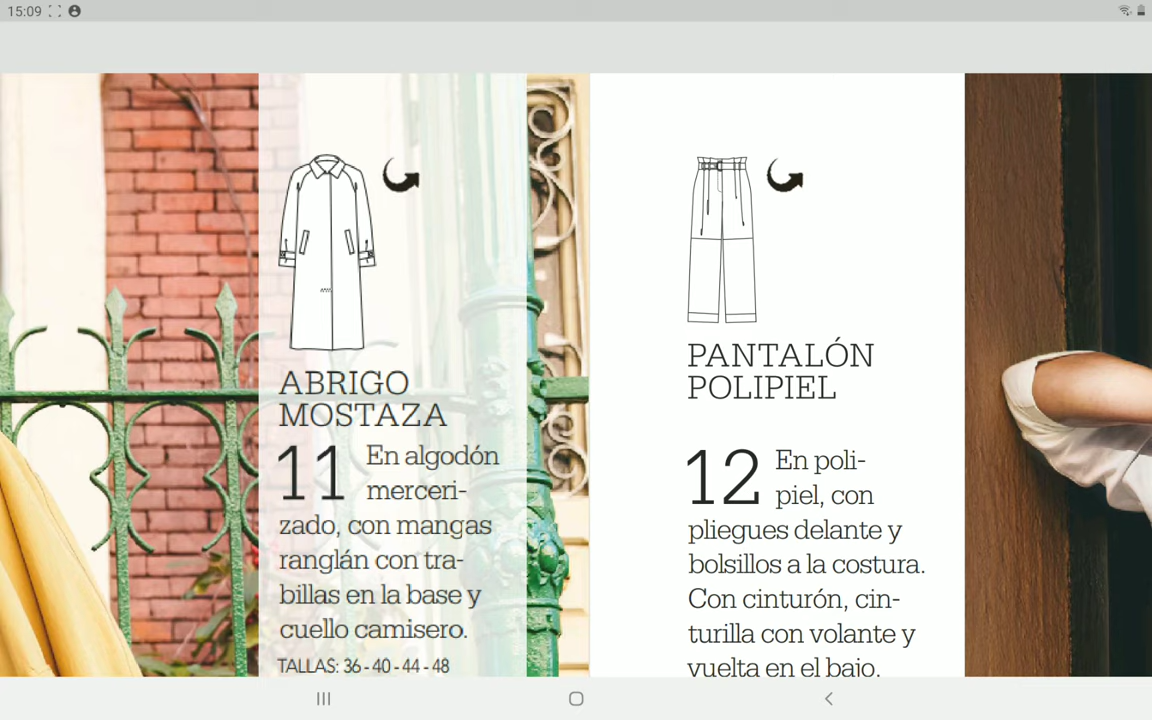 15:09
ABRIGO
MOSTAZA
11 En algodón
merceri-
zado, con mangas
ranglán con tra-
billas en la base y
cuello camisero.
TALLAS: 36 - 40 - 44 - 48
PANTALÓN
POLIPIEL
12 En poli-
piel, con
pliegues delante y
bolsillos a la costura.
Con cinturón, cin-
turilla con volante y
vuelta en el bajo.